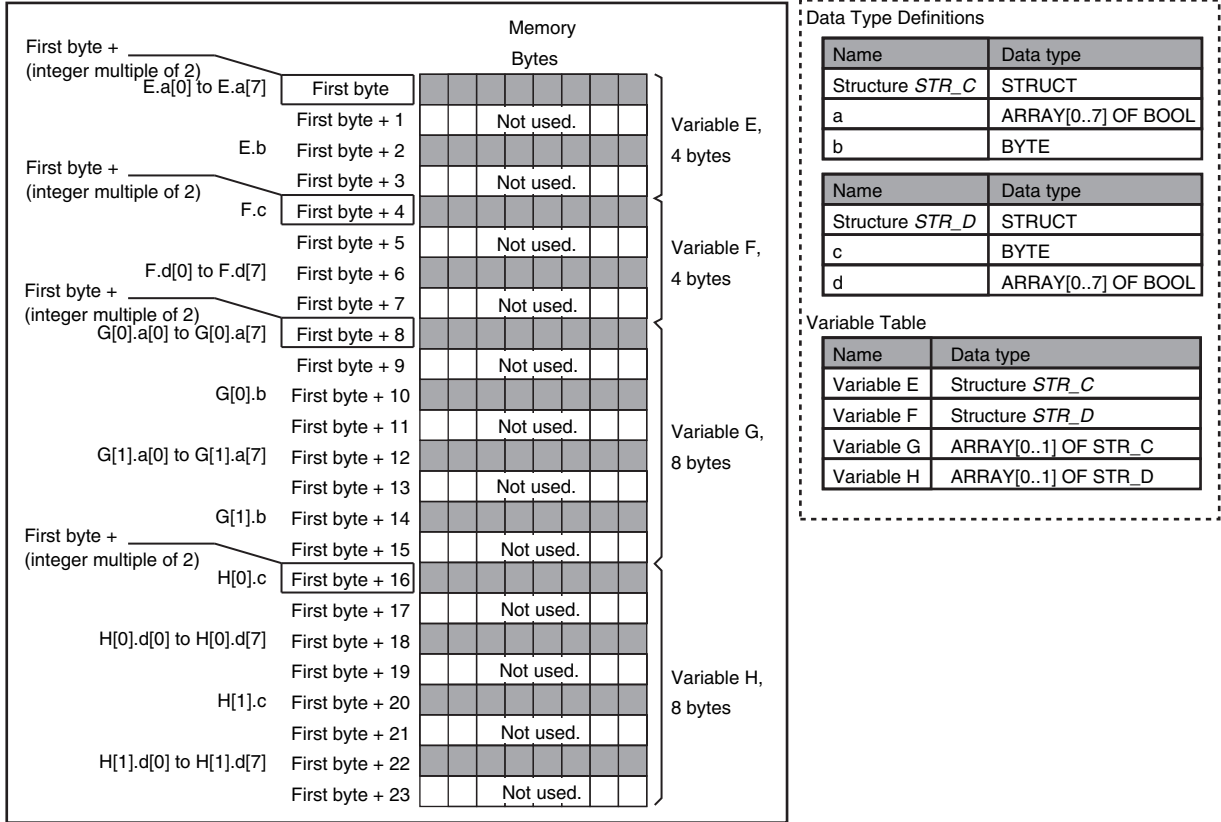 Memory
Bytes
First byte +
(integer multiple of 2)
E.a[0] to E.a[7] First byte
First byte + 1 Not used.
E.b First byte + 2
First byte + 3 Not used.
Variable E,
4 bytes
First byte +
(integer multiple of 2)
F.c First byte + 4
First byte + 5 Not used.
F.d[0] to F.d[7] First byte + 6
First byte + 7 Not used.
Variable F,
4 bytes
First byte +
(integer multiple of 2)
G[0].a[0] to G[0].a[7] First byte + 8
First byte + 9 Not used.
G[0].b First byte + 10
First byte + 11 Not used.
G[1].a[0] to G[1].a[7] First byte + 12
First byte + 13 Not used.
G[1].b First byte + 14
First byte + 15 Not used.
Variable G,
8 bytes
First byte +
(integer multiple of 2)
H[0].c First byte + 16
First byte + 17 Not used.
H[0].d[0] to H[0].d[7] First byte + 18
First byte + 19 Not used.
H[1].c First byte + 20
First byte + 21 Not used.
H[1].d[0] to H[1].d[7] First byte + 22
First byte + 23 Not used.
Variable H,
8 bytes
Data Type Definitions
Name Data type
Structure STR_C STRUCT
a ARRAY[0..7] OF BOOL
b BYTE
Name Data type
Structure STR_D STRUCT
c BYTE
d ARRAY[0..7] OF BOOL
Variable Table
Name Data type
Variable E Structure STR_C
Variable F Structure STR_D
Variable G ARRAY[0..1] OF STR_C
Variable H ARRAY[0..1] OF STR_D